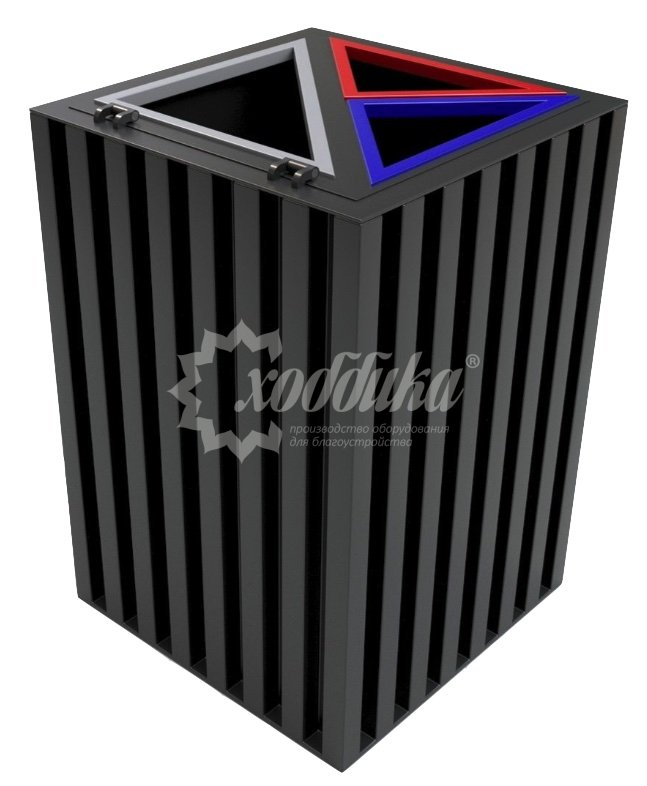 хоббика®
производство оборудования
для благоустройства